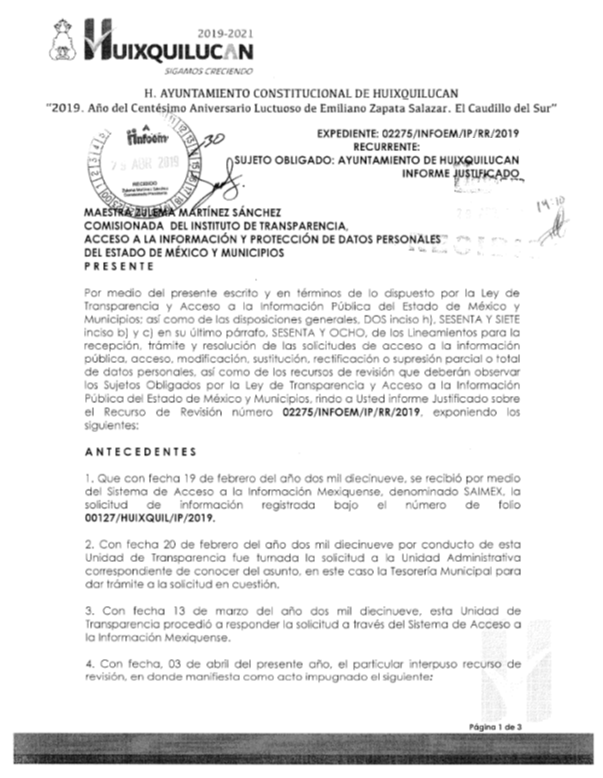 2019-2021
HUIXQUILUCAN
SIGAMOS CRECIENDO
H. AYUNTAMIENTO CONSTITUCIONAL DE HUIXQUILUCAN
"2019. Año del Centésimo Aniversario Luctuoso de Emiliano Zapata Salazar. El Caudillo del Sur"
EXPEDIENTE: 02275/INFOEM/IP/RR/2019
RECURRENTE:
SUJETO OBLIGADO: AYUNTAMIENTO DE HUIXQUILUCAN
INFORME JUSTIFICADO
infoem
ABR 2019
RECIBIDO
Zulema Martínez Sánchez
30
19:10
MAESTRA ZULEMA MARTÍNEZ SÁNCHEZ
COMISIONADA DEL INSTITUTO DE TRANSPARENCIA,
ACCESO A LA INFORMACIÓN Y PROTECCIÓN DE DATOS PERSONALES
DEL ESTADO DE MÉXICO Y MUNICIPIOS
P R E S E N T E
Por medio del presente escrito y en términos de lo dispuesto por la Ley de
Transparencia y Acceso a la Información Pública del Estado de México y
Municipios; así como de las disposiciones generales, DOS inciso h), SESENTA Y SIETE
inciso b) y c) en su último párrafo, SESENTA Y OCHO, de los Lineamientos para la
recepción, trámite y resolución de las solicitudes de acceso a la información
pública, acceso, modificación, sustitución, rectificación o supresión parcial o total
de datos personales, así como de los recursos de revisión que deberán observar
los Sujetos Obligados por la Ley de Transparencia y Acceso a la Información
Pública del Estado de México y Municipios, rindo a Usted informe Justificado sobre
el Recurso de Revisión número 02275/INFOEM/IP/RR/2019, exponiendo los
siguientes:
A N T E C E D E N T E S
1. Que con fecha 19 de febrero del año dos mil diecinueve, se recibió por medio
del Sistema de Acceso a la Información Mexiquense, denominado SAIMEX, la
solicitud de información registrada bajo el número de folio
00127/HUIXQUIL/IP/2019.
2. Con fecha 20 de febrero del año dos mil diecinueve por conducto de esta
Unidad de Transparencia fue turnada la solicitud a la Unidad Administrativa
correspondiente de conocer del asunto, en este caso la Tesorería Municipal para
dar trámite a la solicitud en cuestión.
3. Con fecha 13 de marzo del año dos mil diecinueve, esta Unidad de
Transparencia procedió a responder la solicitud a través del Sistema de Acceso a
la Información Mexiquense.
4. Con fecha, 03 de abril del presente año, el particular interpuso recurso de
revisión, en donde manifiesta como acto impugnado el siguiente:
Página 1 de 3